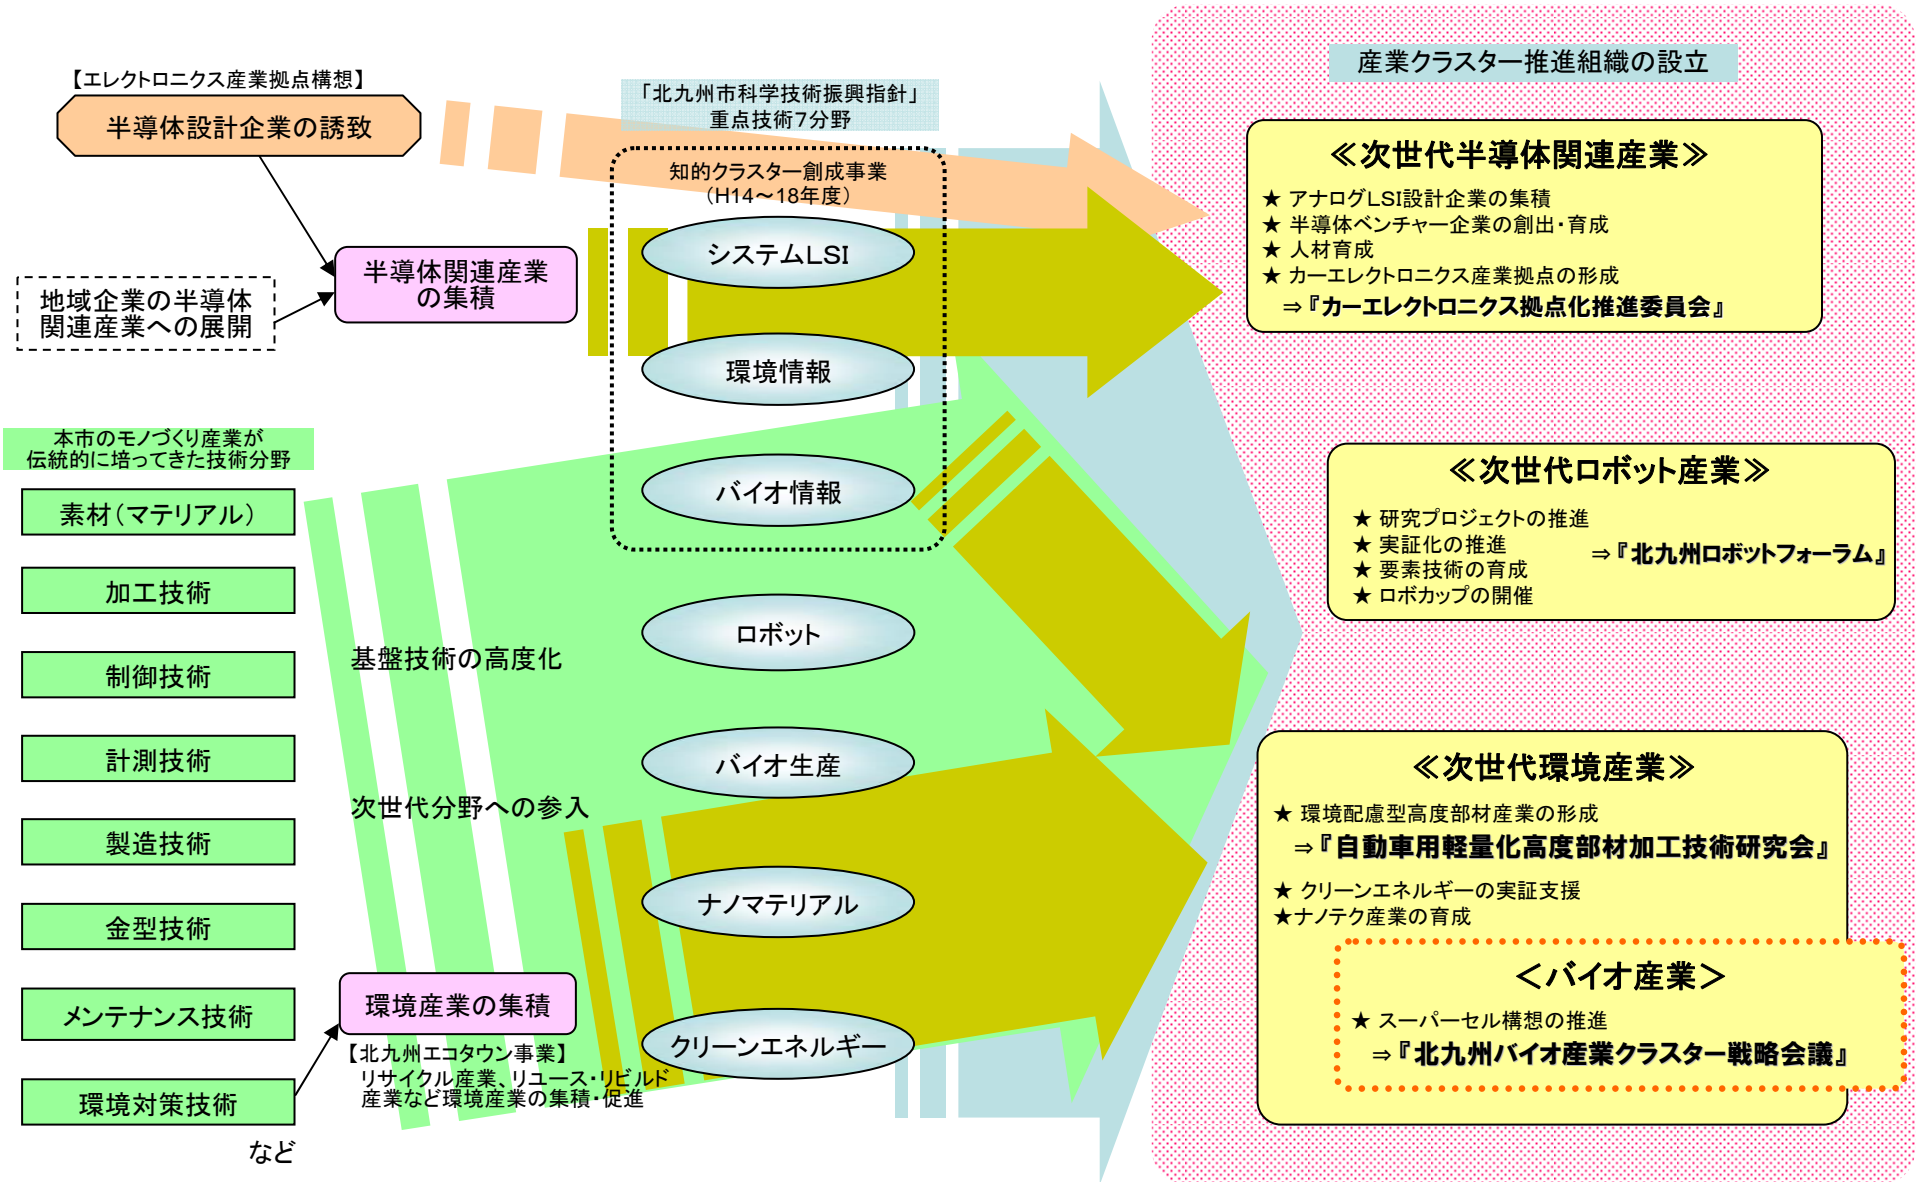 【エレクトロニクス産業拠点構想】
半導体設計企業の誘致
地域企業の半導体
関連産業への展開
半導体関連産業
の集積
本市のモノづくり産業が
伝統的に培ってきた技術分野
素材（マテリアル）
加工技術
制御技術
計測技術
製造技術
金型技術
メンテナンス技術
環境対策技術
など
基盤技術の高度化
次世代分野への参入
環境産業の集積
【北九州エコタウン事業】
リサイクル産業、リユース・リビルド
産業など環境産業の集積・促進
「北九州市科学技術振興指針」
重点技術７分野
知的クラスター創成事業
（H14～18年度）
システムLSI
環境情報
バイオ情報
ロボット
バイオ生産
ナノマテリアル
クリーンエネルギー
産業クラスター推進組織の設立
≪次世代半導体関連産業≫
★ アナログLSI設計企業の集積
★ 半導体ベンチャー企業の創出・育成
★ 人材育成
★ カーエレクトロニクス産業拠点の形成
⇒『カーエレクトロニクス拠点化推進委員会』
≪次世代ロボット産業≫
★ 研究プロジェクトの推進
★ 実証化の推進
★ 要素技術の育成
★ ロボカップの開催
⇒『北九州ロボットフォーラム』
≪次世代環境産業≫
★ 環境配慮型高度部材産業の形成
⇒『自動車用軽量化高度部材加工技術研究会』
★ クリーンエネルギーの実証支援
★ナノテク産業の育成
＜バイオ産業＞
★ スーパーセル構想の推進
⇒『北九州バイオ産業クラスター戦略会議』